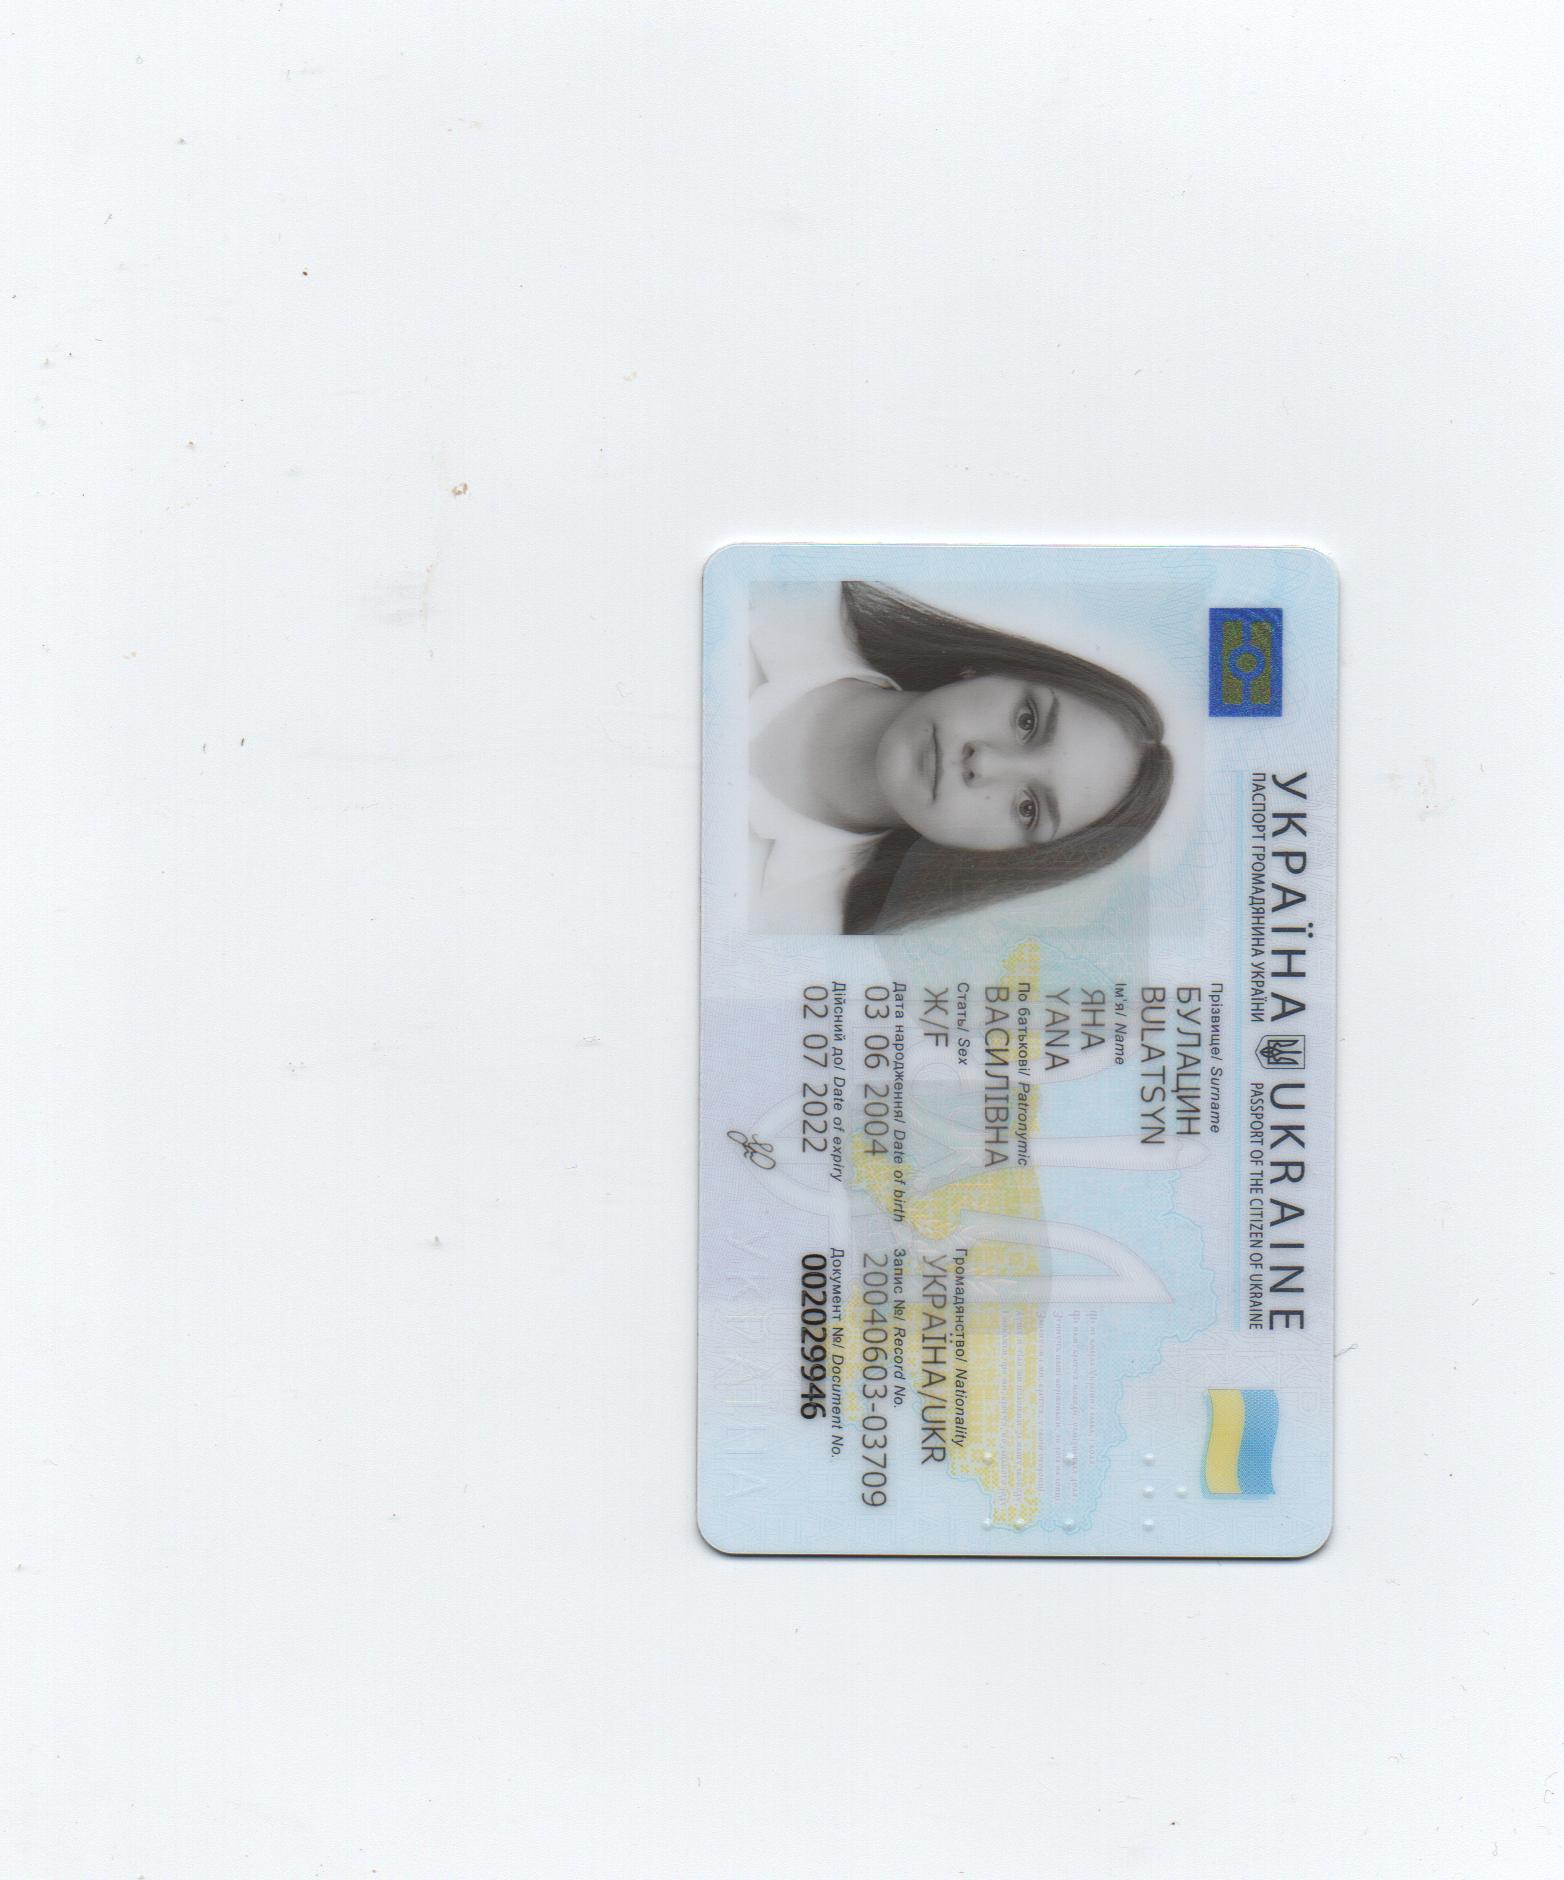 УКРАЇНА UKRAINE
ПАСПОРТ ГРОМАДЯНИНА УКРАЇНИ PASSPORT OF THE CITIZEN OF UKRAINE
Прізвище/ Surname
БУЛАЦИН
BULATSYN
Ім'я/ Name
ЯНА
YANA
По батькові/ Patronymic
ВАСИЛІВНА
Стать/ Sex Громадянство/ Nationality
Ж/F УКРАЇНА/UKR
Дата народження/ Date of birth Запис №/ Record No.
03 06 2004 20040603-03709
Дійсний до/ Date of expiry Документ №/ Document No.
02 07 2022 002029946
УКРАЇНА